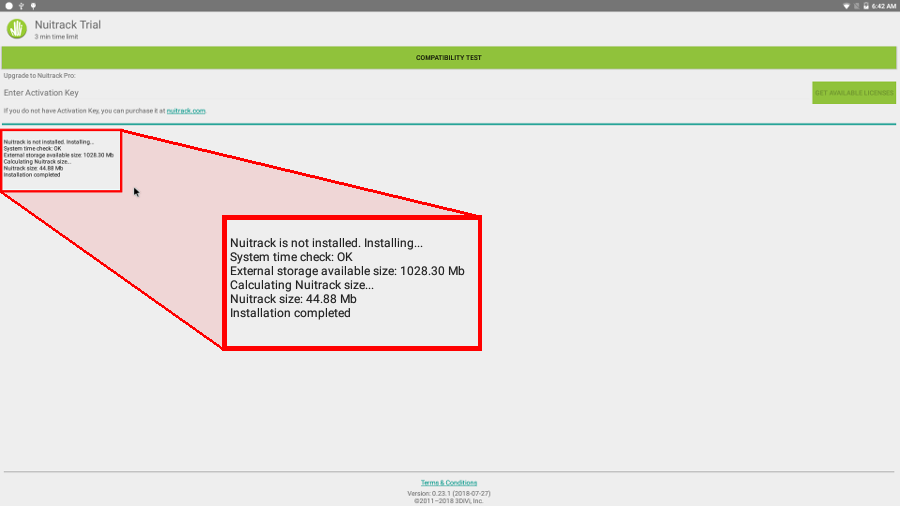 6:42 AM
Nuitrack Trial
3 min time limit
COMPATIBILITY TEST
Upgrade to Nuitrack Pro:
Enter Activation Key
GET AVAILABLE LICENSES
If you do not have Activation Key, you can purchase it at nuitrack.com.
Nuitrack is not installed. Installing...
System time check: OK
External storage available size: 1028.30 Mb
Calculating Nuitrack size...
Nuitrack size: 44.88 Mb
Installation completed
Nuitrack is not installed. Installing...
System time check: OK
External storage available size: 1028.30 Mb
Calculating Nuitrack size...
Nuitrack size: 44.88 Mb
Installation completed
Terms & Conditions
Version: 0.23.1 (2018-07-27)
©2011–2018 3DiVi, Inc.